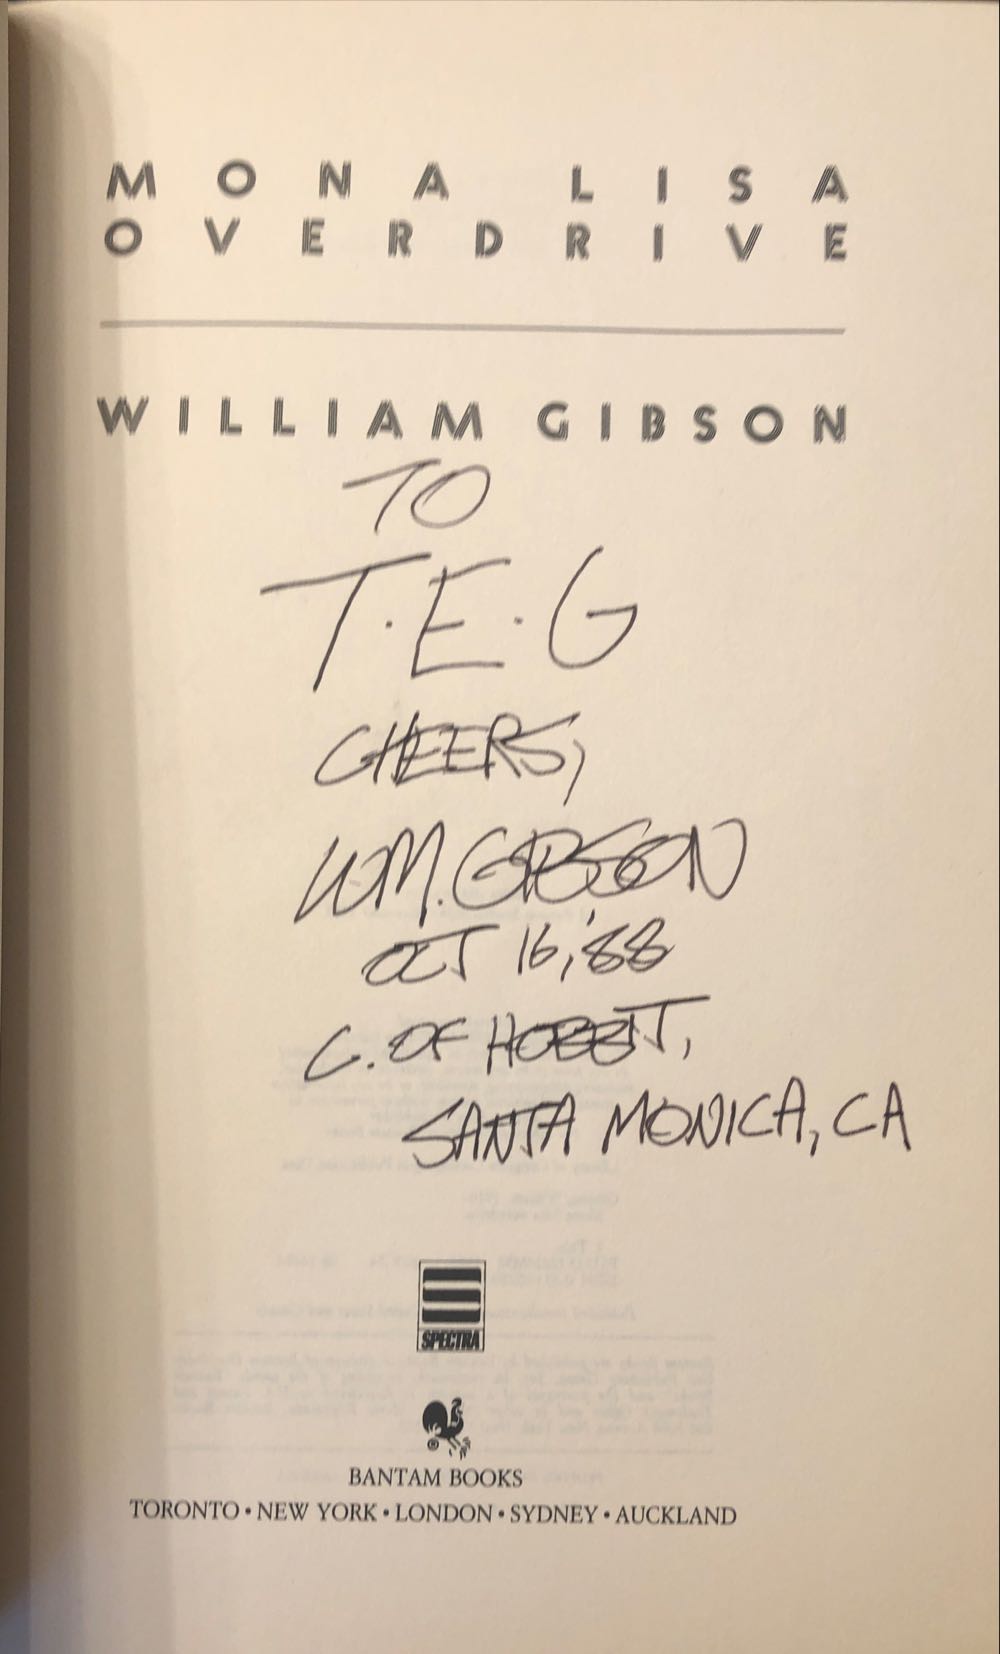 MONA LISA
OVERDRIVE
WILLIAM GIBSON
TO
T.E.G
CHEERS,
WM. GIBSON
OCT 16, '88
C. OF HOBBIT,
SANTA MONICA, CA
SPECTRA
BANTAM BOOKS
TORONTO • NEW YORK • LONDON • SYDNEY • AUCKLAND